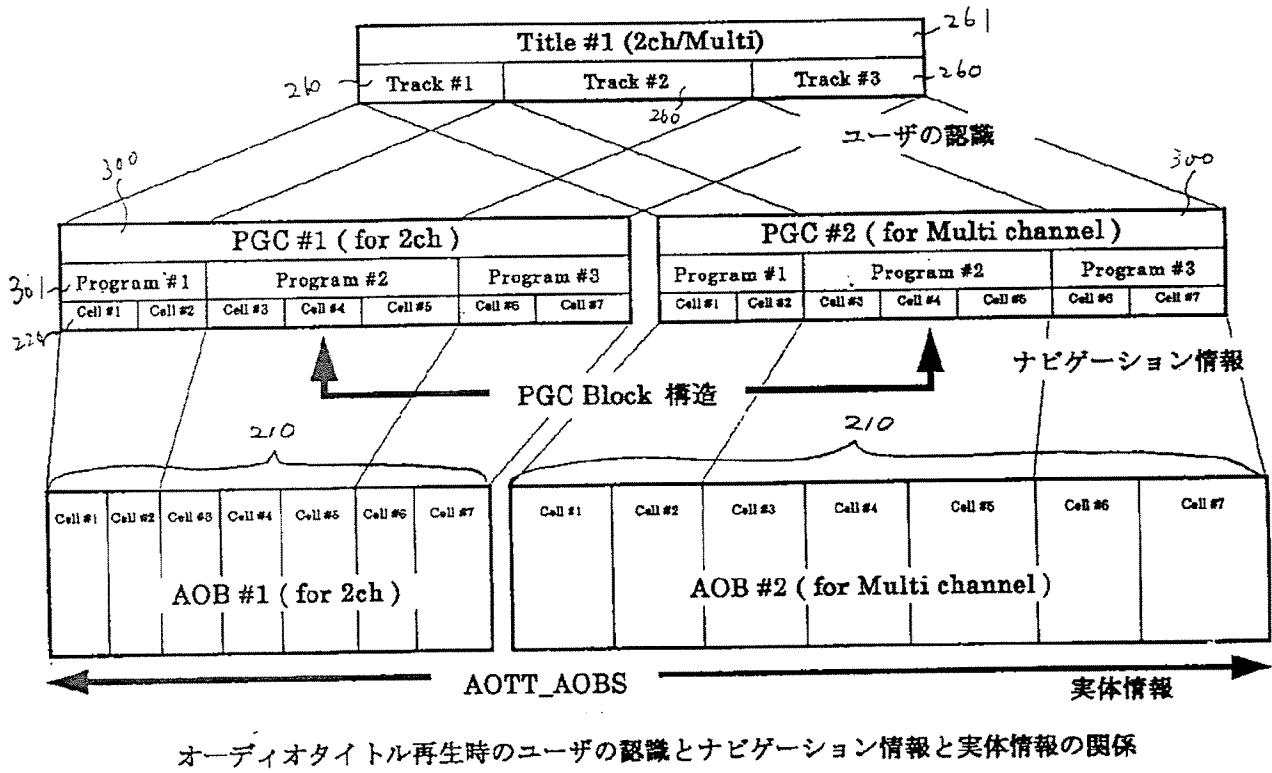 Title #1 (2ch/Multi)
261
260
Track #1
Track #2
Track #3
260
260
ユーザの認識
300
300
PGC #1 ( for 2ch )
PGC #2 ( for Multi channel )
301
Program #1
Program #2
Program #3
Program #1
Program #2
Program #3
Cell #1
Cell #2
Cell #3
Cell #4
Cell #5
Cell #6
Cell #7
Cell #1
Cell #2
Cell #3
Cell #4
Cell #5
Cell #6
Cell #7
ナビゲーション情報
PGC Block 構造
210
210
Cell #1
Cell #2
Cell #3
Cell #4
Cell #5
Cell #6
Cell #7
Cell #1
Cell #2
Cell #3
Cell #4
Cell #5
Cell #6
Cell #7
AOB #1 ( for 2ch )
AOB #2 ( for Multi channel )
AOTT_AOBS
実体情報
オーディオタイトル再生時のユーザの認識とナビゲーション情報と実体情報の関係